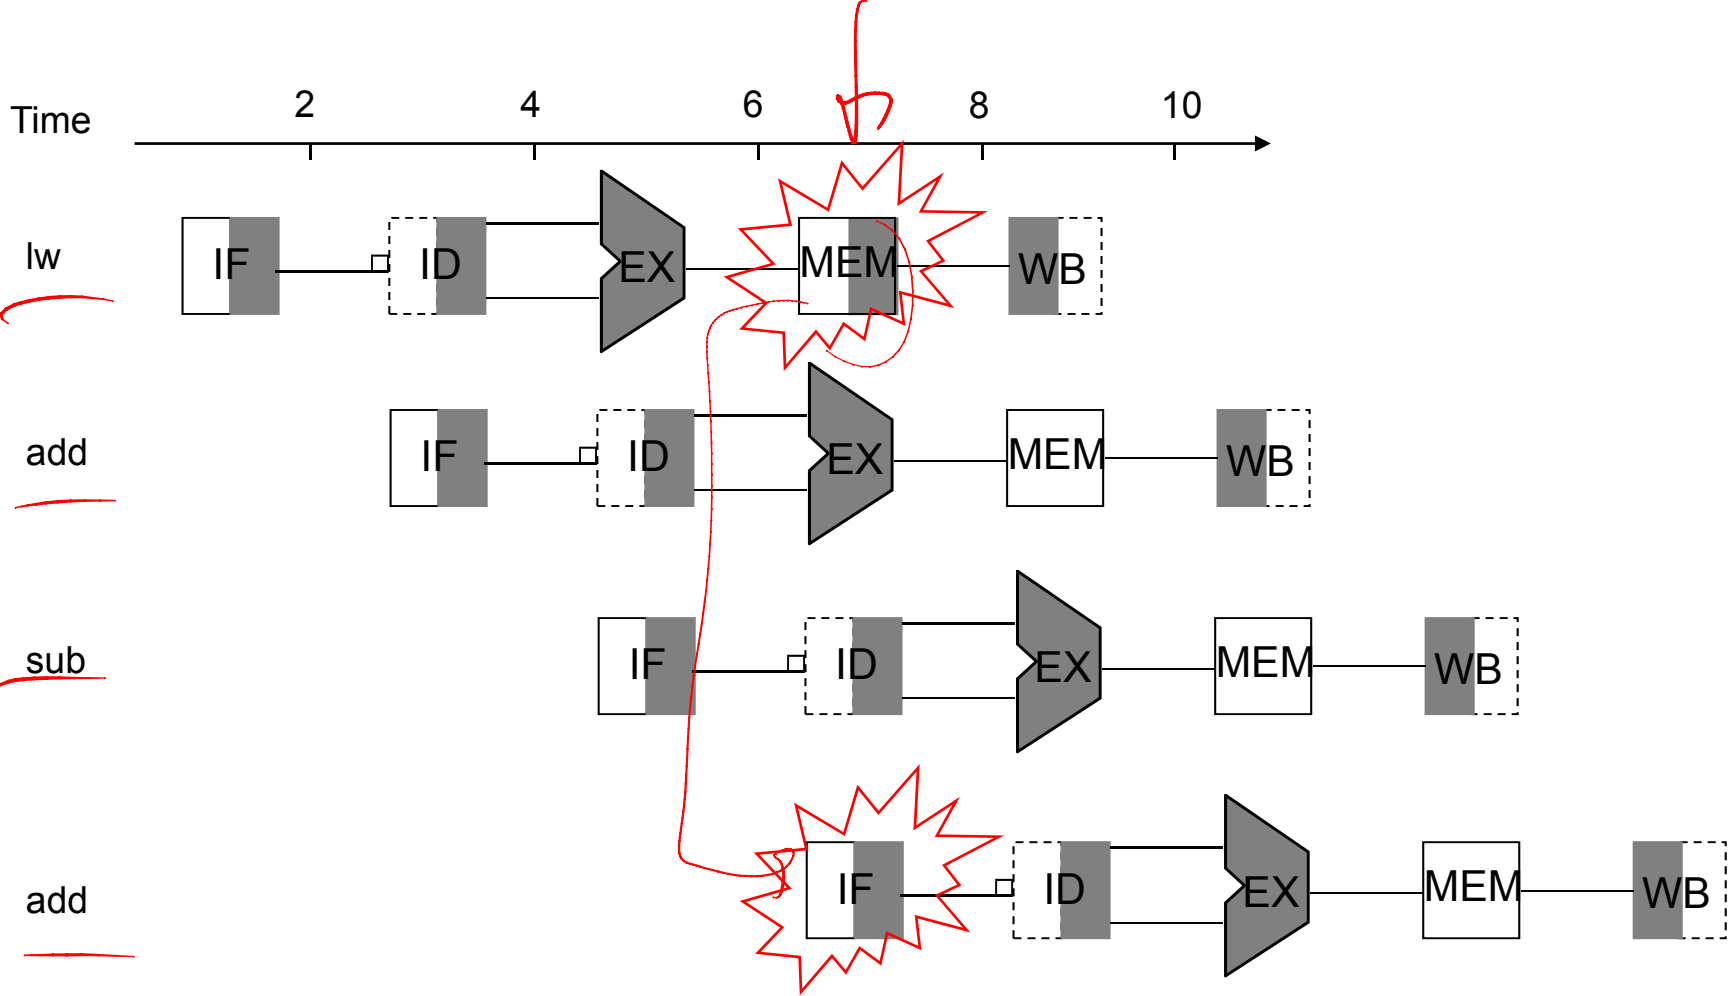 2 4 6 8 10
Time
lw IF ID EX MEM WB
add IF ID EX MEM WB
sub IF ID EX MEM WB
add IF ID EX MEM WB